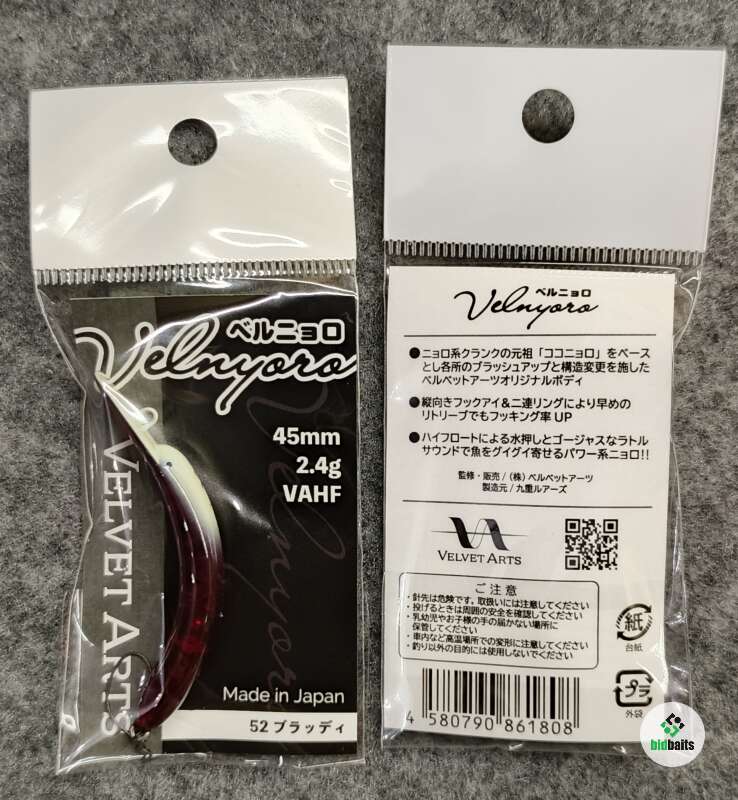 ベルニョロ
Velnyoro
45mm
2.4g
VAHF
VELVET ARTS
Made in Japan
52 ブラッディ
ベルニョロ
Velnyoro
●ニョロ系クランクの元祖「ココニョロ」をベース
とし各所のブラッシュアップと構造変更を施した
ベルベットアーツオリジナルボディ
●縦向きフックアイ&二連リングにより早めの
リトリーブでもフッキング率 UP
●ハイフロートによる水押しとゴージャスなラトル
サウンドで魚をグイグイ寄せるパワー系ニョロ!!
監修・販売 / (株) ベルベットアーツ
製造元 / 九重ルアーズ
VELVET ARTS
ご注意
・針先は危険です。取扱いには注意してください
・投げるときは周囲の安全を確認してください
・乳幼児やお子様の手の届かない場所に
保管してください
・車内など高温場所での変形に注意してください
・釣り以外の目的には使用しないでください
紙
台紙
プラ
外袋
4 580790 861808
bidbaits